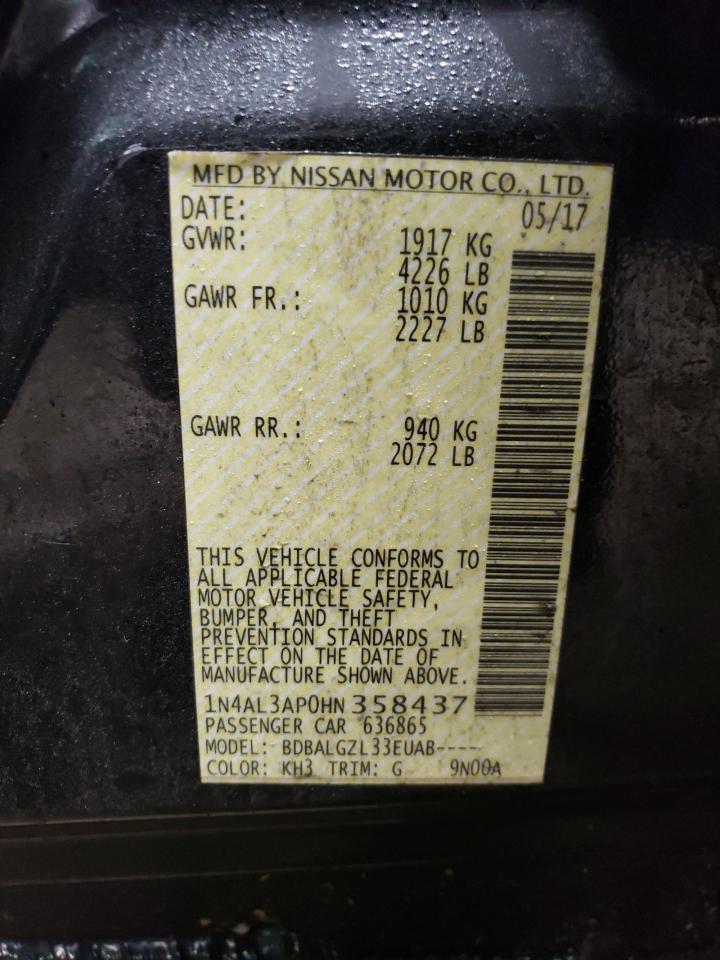 MFD BY NISSAN MOTOR CO., LTD.
DATE: 05/17
GVWR: 1917 KG
4226 LB
GAWR FR.: 1010 KG
2227 LB
GAWR RR.: 940 KG
2072 LB
THIS VEHICLE CONFORMS TO
ALL APPLICABLE FEDERAL
MOTOR VEHICLE SAFETY,
BUMPER, AND THEFT
PREVENTION STANDARDS IN
EFFECT ON THE DATE OF
MANUFACTURE SHOWN ABOVE.
1N4AL3AP0HN358437
PASSENGER CAR 636865
MODEL: BDBALGZL33EUAB----
COLOR: KH3 TRIM: G 9N00A